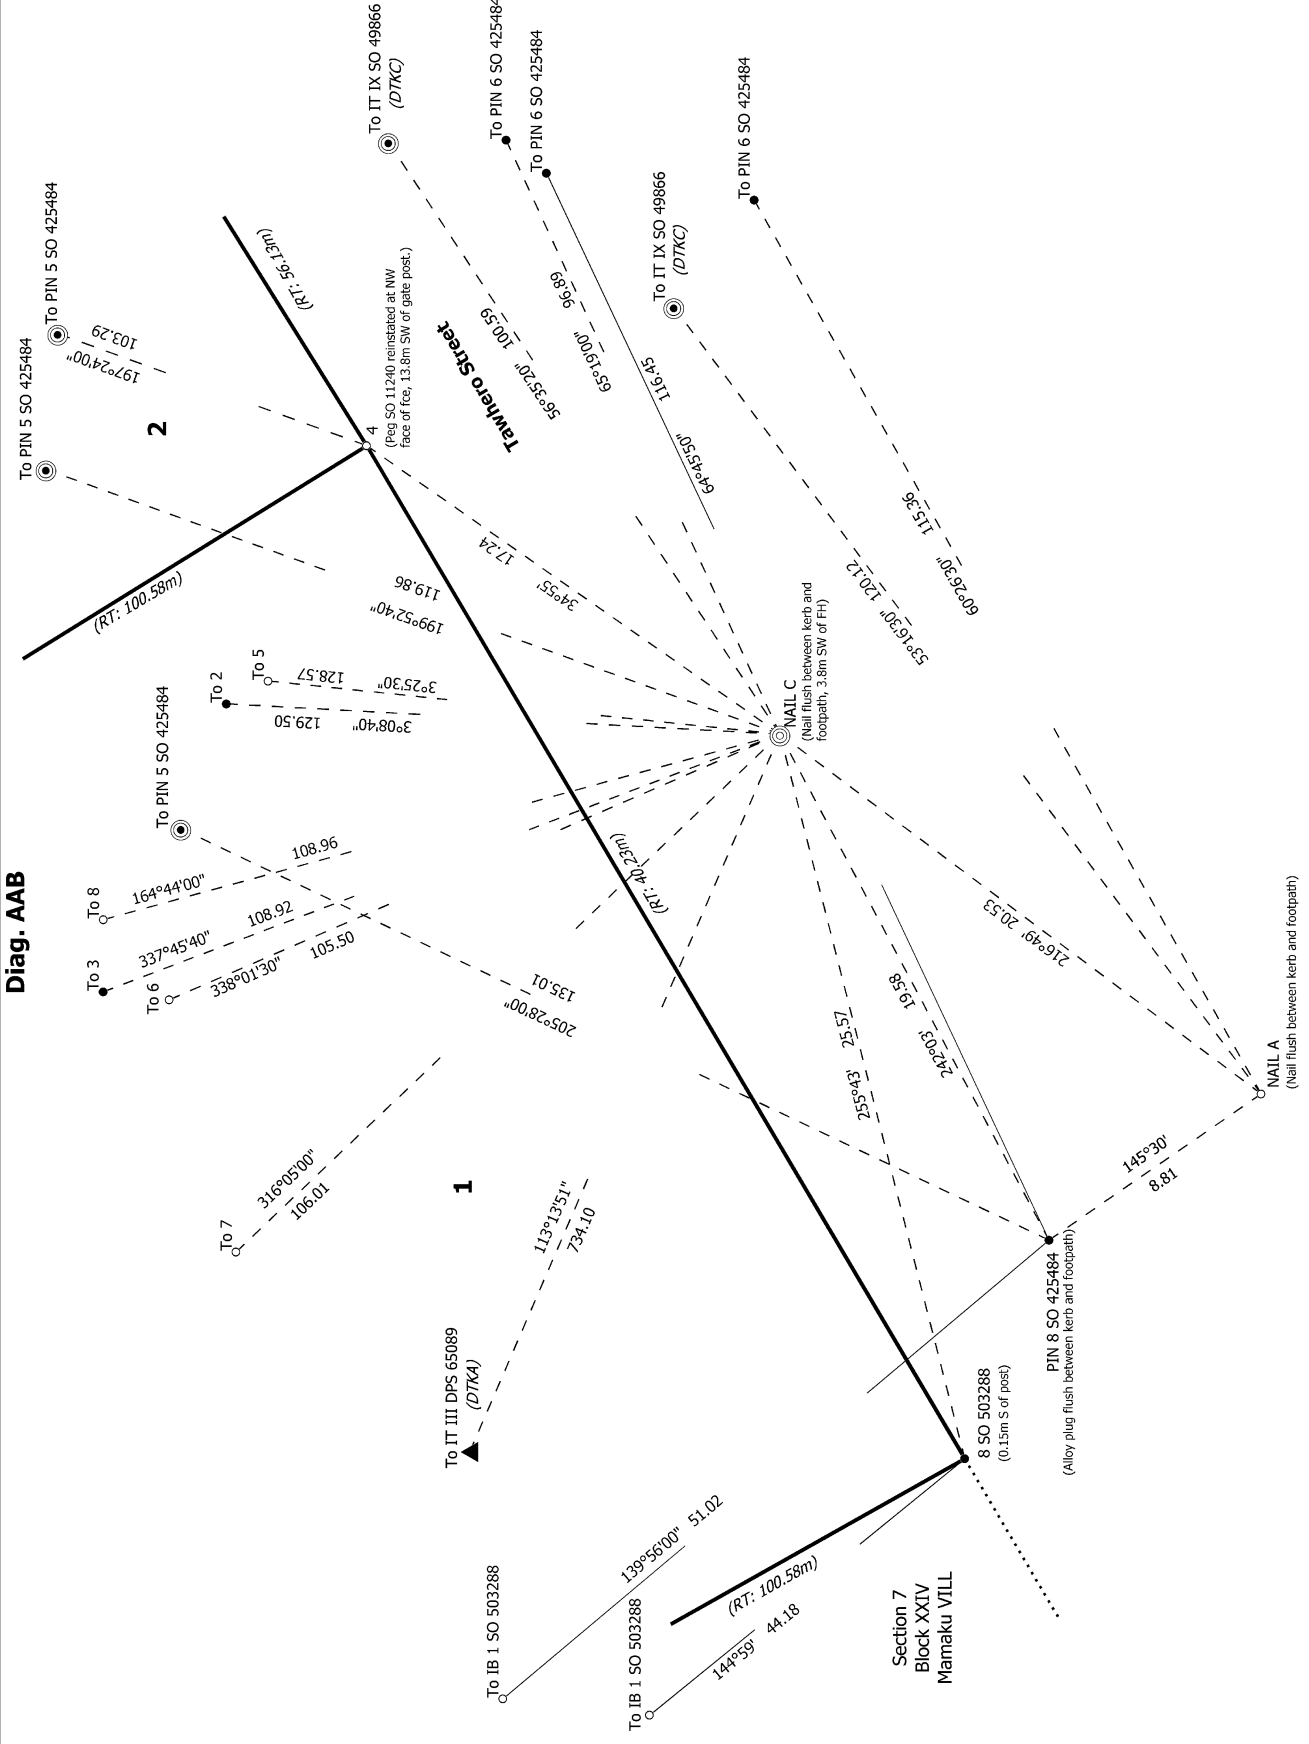 Diag. AAB
To PIN 5 SO 425484
To PIN 5 SO 425484
103.29
197°24'00"
2
(RT: 56.13m)
To IT IX SO 49866
(DTKC)
To PIN 6 SO 425484
To PIN 6 SO 425484
To PIN 6 SO 425484
To IT IX SO 49866
(DTKC)
4
(Peg SO 11240 reinstated at NW
face of fce, 13.8m SW of gate post.)
Tawhero Street
100.59
56°35'20"
96.89
65°19'00"
116.45
64°45'50"
120.12
53°16'30"
115.36
60°26'30"
(RT: 100.58m)
119.86
199°52'40"
17.24
34°55'
To 5
128.57
3°25'30"
To 2
129.50
3°08'40"
To PIN 5 SO 425484
135.01
205°28'00"
To 8
164°44'00"
108.96
To 3
337°45'40"
108.92
To 6
338°01'30"
105.50
(RT: 40.23m)
NAIL C
(Nail flush between kerb and
footpath, 3.8m SW of FH)
To 7
316°05'00"
106.01
1
113°13'51"
734.10
To IT III DPS 65089
(DTKA)
25.57
255°43'
19.58
242°03'
20.53
216°49'
NAIL A
(Nail flush between kerb and footpath)
145°30'
8.81
PIN 8 SO 425484
(Alloy plug flush between kerb and footpath)
8 SO 503288
(0.15m S of post)
To IB 1 SO 503288
139°56'00"
51.02
To IB 1 SO 503288
144°59'
44.18
(RT: 100.58m)
Section 7
Block XXIV
Mamaku VILL